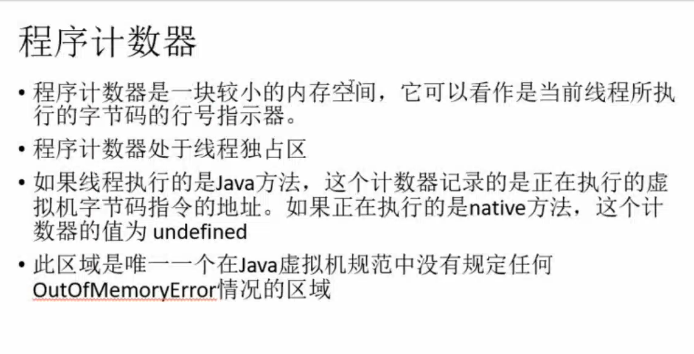 程序计数器
• 程序计数器是一块较小的内存空间，它可以看作是当前线程所执
行的字节码的行号指示器。
• 程序计数器处于线程独占区
• 如果线程执行的是Java方法，这个计数器记录的是正在执行的虚
拟机字节码指令的地址。如果正在执行的是native方法，这个计
数器的值为 undefined
• 此区域是唯一一个在Java虚拟机规范中没有规定任何
OutOfMemoryError情况的区域